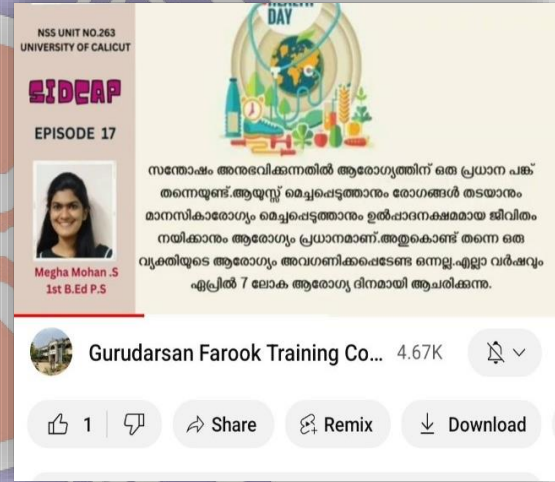 DAY
NSS UNIT NO.263
UNIVERSITY OF CALICUT
SIDCAP
EPISODE 17
Megha Mohan .S
1st B.Ed P.S
സന്തോഷം അനുഭവിക്കുന്നതിൽ ആരോഗ്യത്തിന് ഒരു പ്രധാന പങ്ക്
തന്നെയുണ്ട്.ആയുസ്സ് മെച്ചപ്പെടുത്താനും രോഗങ്ങൾ തടയാനും
മാനസികാരോഗ്യം മെച്ചപ്പെടുത്താനും ഉൽപ്പാദനക്ഷമമായ ജീവിതം
നയിക്കാനും ആരോഗ്യം പ്രധാനമാണ്.അതുകൊണ്ട് തന്നെ ഒരു
വ്യക്തിയുടെ ആരോഗ്യം അവഗണിക്കപ്പെടേണ്ട ഒന്നല്ല.എല്ലാ വർഷവും
ഏപ്രിൽ 7 ലോക ആരോഗ്യ ദിനമായി ആചരിക്കുന്നു.
Gurudarsan Farook Training Co... 4.67K
1 Share Remix Download